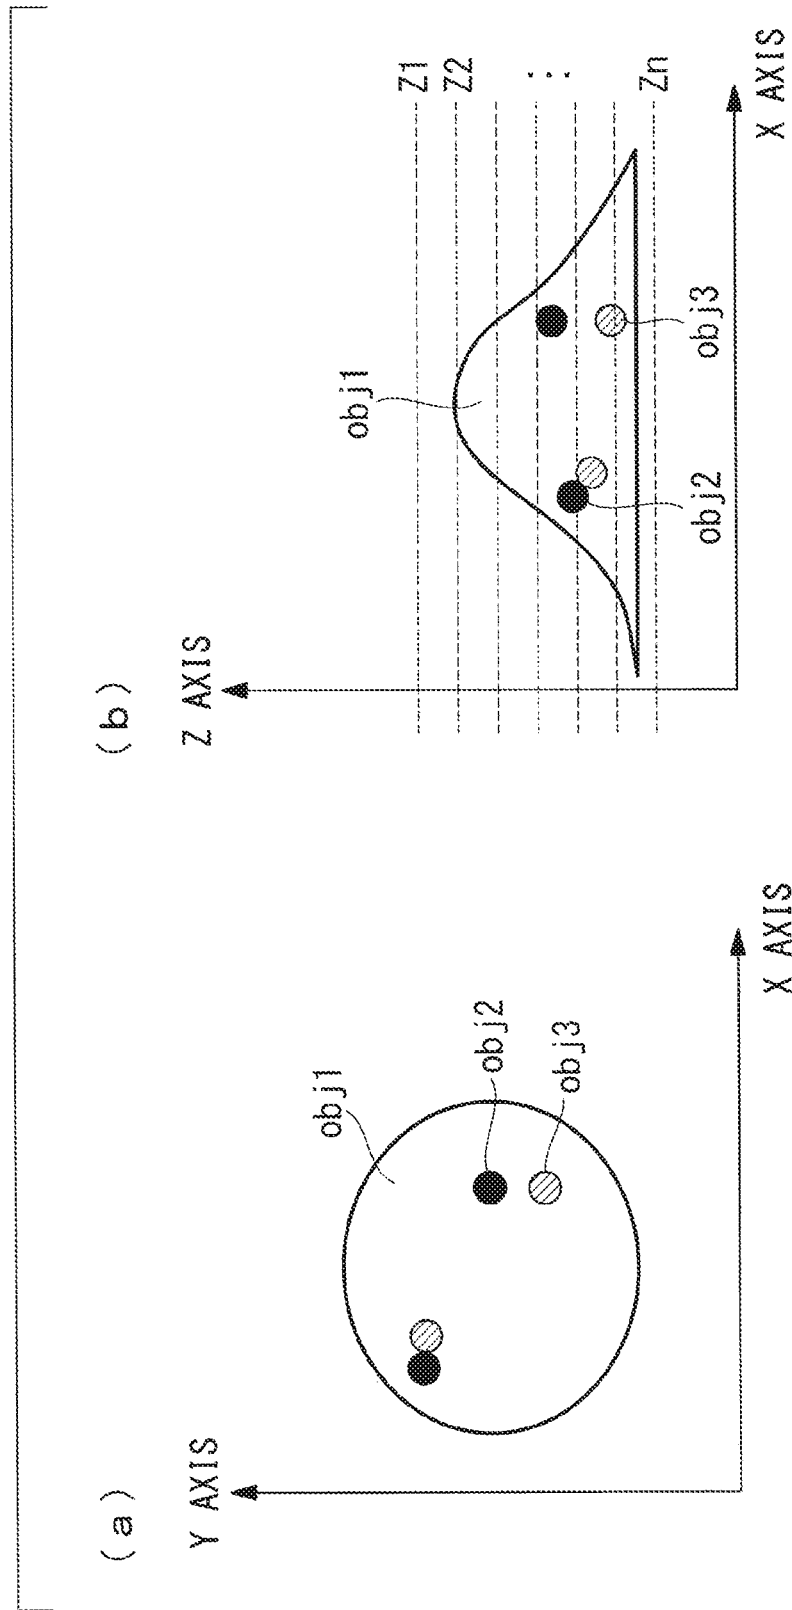 (a)
Y AXIS
obj1
obj2
obj3
X AXIS
(b)
Z AXIS
obj1
Z1
Z2
⋮
Zn
obj2
obj3
X AXIS